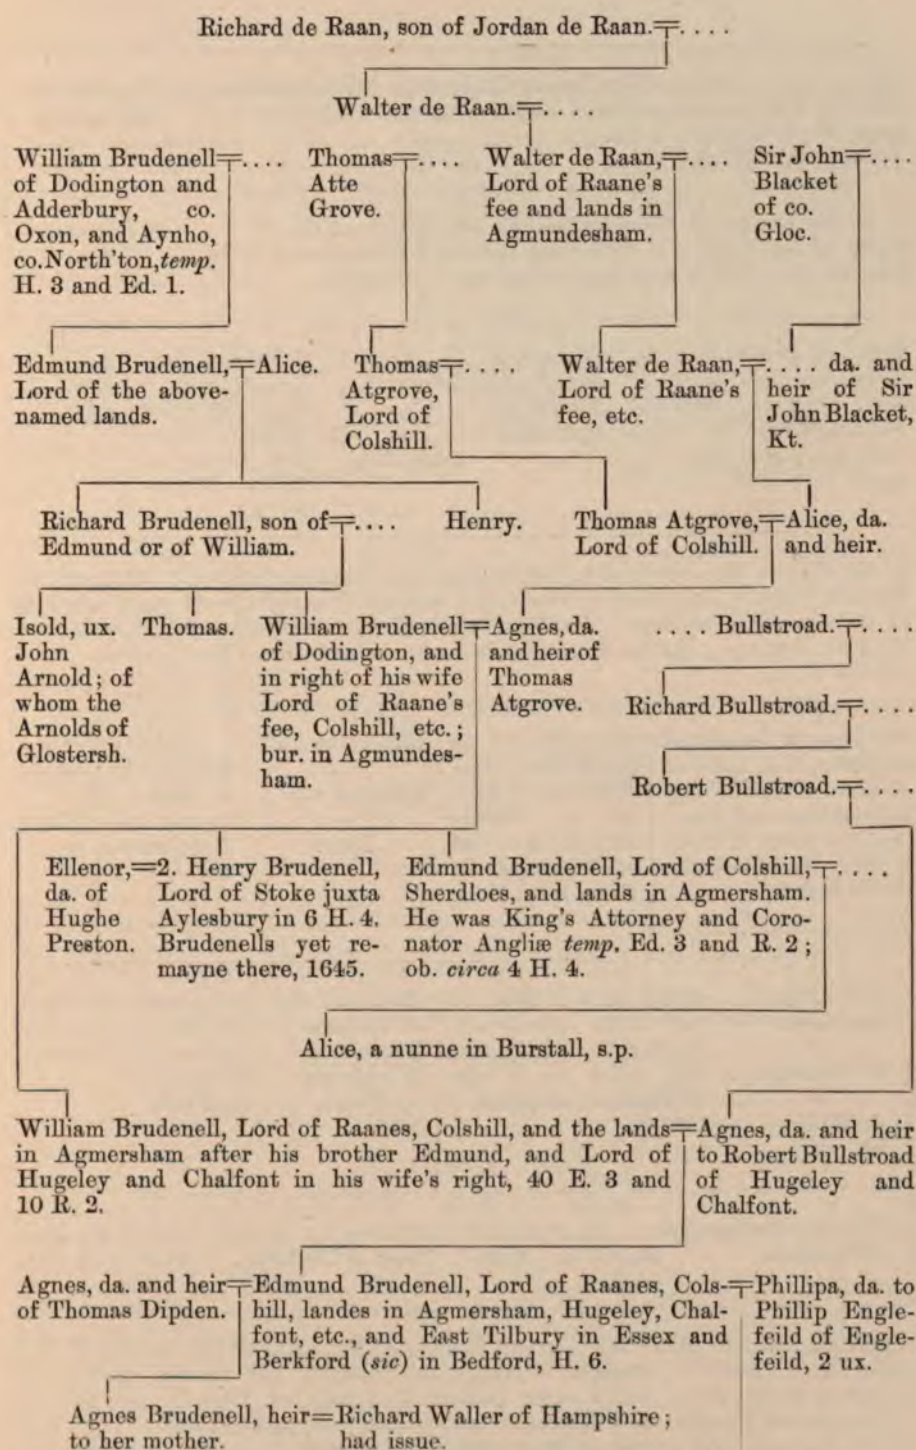 Richard de Raan, son of Jordan de Raan.=. . . .
Walter de Raan.=. . . .
William Brudenell=. . . .
of Dodington and
Adderbury, co.
Oxon, and Aynho,
co.North'ton, temp.
H. 3 and Ed. 1.
Thomas=. . . .
Atte
Grove.
Walter de Raan,=. . . .
Lord of Raane's
fee and lands in
Agmundesham.
Sir John=. . . .
Blacket
of co.
Gloc.
Edmund Brudenell,=Alice.
Lord of the above-
named lands.
Thomas=. . . .
Atgrove,
Lord of
Colshill.
Walter de Raan,=. . . . da. and
Lord of Raane's heir of Sir
fee, etc. John Blacket,
Kt.
Richard Brudenell, son of=. . . .
Edmund or of William.
Henry.
Thomas Atgrove,=Alice, da.
Lord of Colshill. and heir.
Isold, ux.
John
Arnold; of
whom the
Arnolds of
Glostersh.
Thomas.
William Brudenell=Agnes, da.
of Dodington, and and heir of
in right of his wife Thomas
Lord of Raane's Atgrove.
fee, Colshill, etc.;
bur. in Agmundes-
ham.
. . . . Bullstroad.=. . . .
Richard Bullstroad.=. . . .
Robert Bullstroad.=. . . .
Ellenor,=2. Henry Brudenell,
da. of Lord of Stoke juxta
Hughe Aylesbury in 6 H. 4.
Preston. Brudenells yet re-
mayne there, 1645.
Edmund Brudenell, Lord of Colshill,=. . . .
Sherdloes, and lands in Agmersham.
He was King's Attorney and Coro-
nator Angliæ temp. Ed. 3 and R. 2;
ob. circa 4 H. 4.
Alice, a nunne in Burstall, s.p.
William Brudenell, Lord of Raanes, Colshill, and the lands=Agnes, da. and heir
in Agmersham after his brother Edmund, and Lord of to Robert Bullstroad
Hugeley and Chalfont in his wife's right, 40 E. 3 and of Hugeley and
10 R. 2. Chalfont.
Agnes, da. and heir=Edmund Brudenell, Lord of Raanes, Cols-=Phillipa, da. to
of Thomas Dipden. hill, landes in Agmersham, Hugeley, Chal- Phillip Engle-
font, etc., and East Tilbury in Essex and feild of Engle-
Berkford (sic) in Bedford, H. 6. feild, 2 ux.
Agnes Brudenell, heir=Richard Waller of Hampshire;
to her mother. had issue.